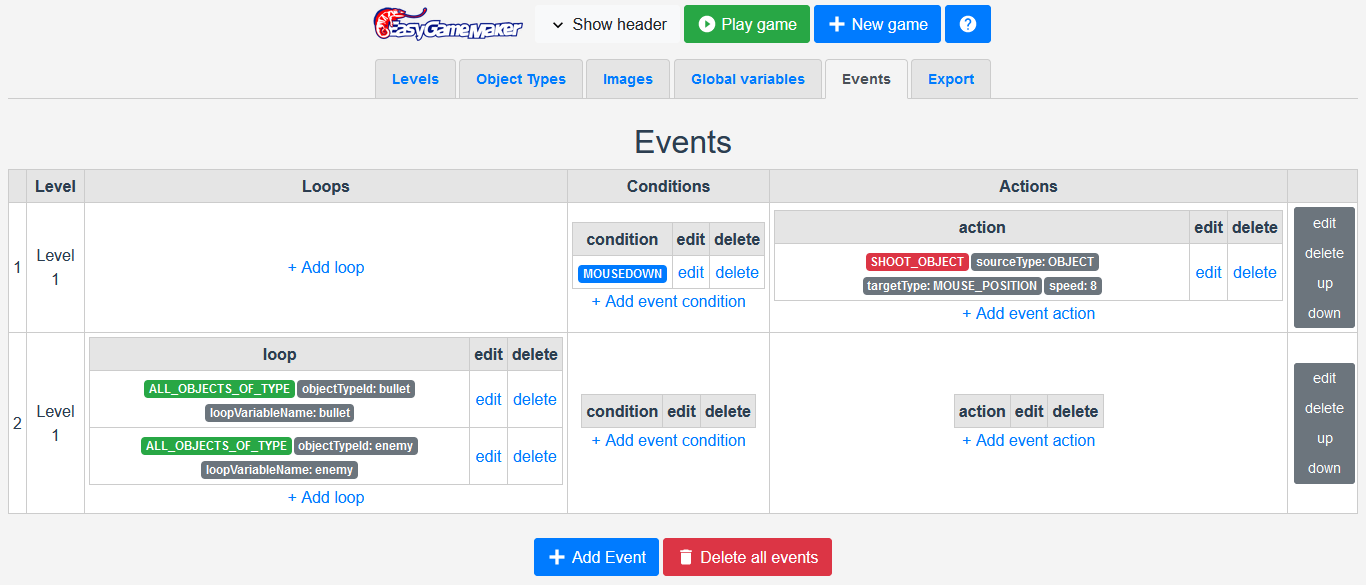 EasyGameMaker
Show header
Play game
New game
?
Levels
Object Types
Images
Global variables
Events
Export
Events
Level
Loops
Conditions
Actions
1
Level
1
+ Add loop
condition
edit
delete
MOUSEDOWN
edit
delete
+ Add event condition
action
edit
delete
SHOOT_OBJECT
sourceType: OBJECT
targetType: MOUSE_POSITION
speed: 8
edit
delete
+ Add event action
edit
delete
up
down
2
Level
1
loop
edit
delete
ALL_OBJECTS_OF_TYPE
objectTypeId: bullet
loopVariableName: bullet
edit
delete
ALL_OBJECTS_OF_TYPE
objectTypeId: enemy
loopVariableName: enemy
edit
delete
+ Add loop
condition
edit
delete
+ Add event condition
action
edit
delete
+ Add event action
edit
delete
up
down
Add Event
Delete all events